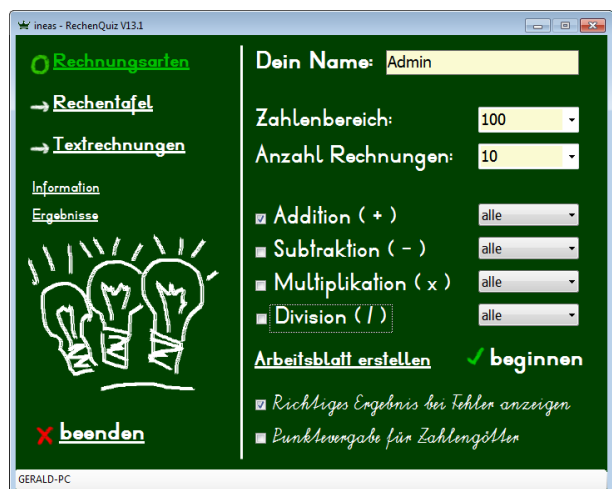 ineas - RechenQuiz V13.1
Rechnungsarten
Rechentafel
Textrechnungen
Information
Ergebnisse
beenden
Dein Name: Admin
Zahlenbereich: 100
Anzahl Rechnungen: 10
Addition ( + ) alle
Subtraktion ( - ) alle
Multiplikation ( x ) alle
Division ( / ) alle
Arbeitsblatt erstellen beginnen
Richtiges Ergebnis bei Fehler anzeigen
Punktevergabe für Zahlengötter
GERALD-PC